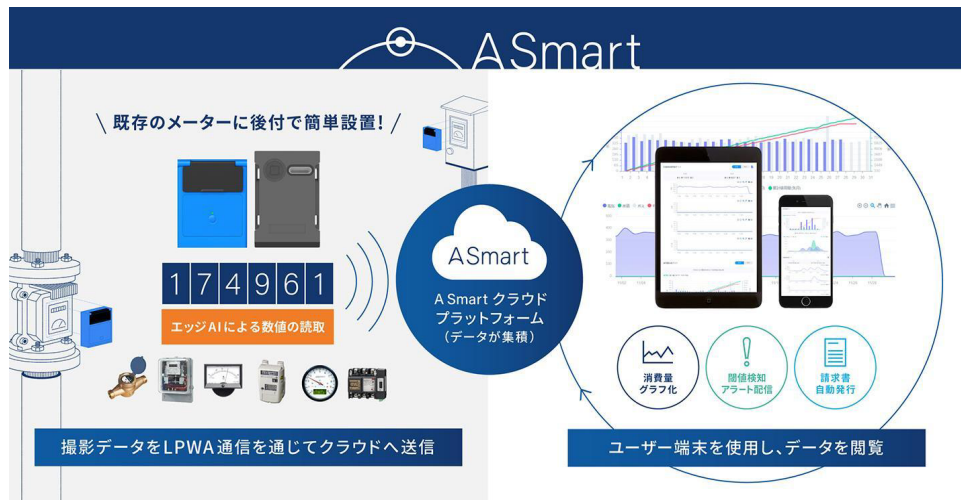 A Smart
\ 既存のメーターに後付で簡単設置! /
174961
エッジAIによる数値の読取
撮影データをLPWA通信を通じてクラウドへ送信
A Smart
A Smart クラウド
プラットフォーム
(データが集積)
消費量
グラフ化
閾値検知
アラート配信
請求書
自動発行
ユーザー端末を使用し、データを閲覧